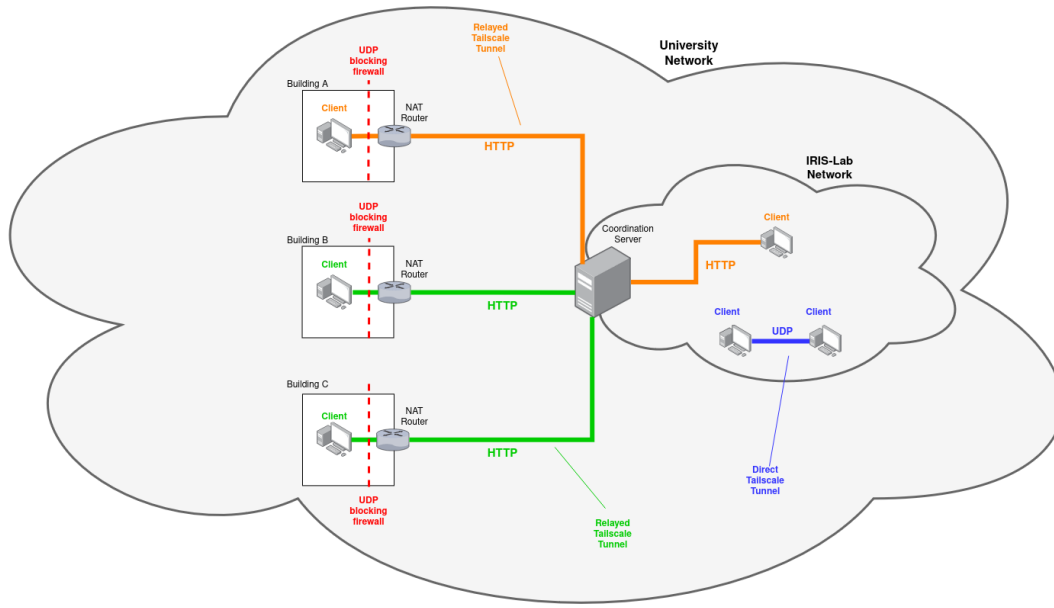 Relayed
Tailscale
Tunnel
University
Network
UDP
blocking
firewall
Building A
Client
NAT
Router
HTTP
IRIS-Lab
Network
UDP
blocking
firewall
Building B
Client
NAT
Router
HTTP
Coordination
Server
Client
HTTP
Client
Client
UDP
Building C
Client
NAT
Router
HTTP
UDP
blocking
firewall
Direct
Tailscale
Tunnel
Relayed
Tailscale
Tunnel